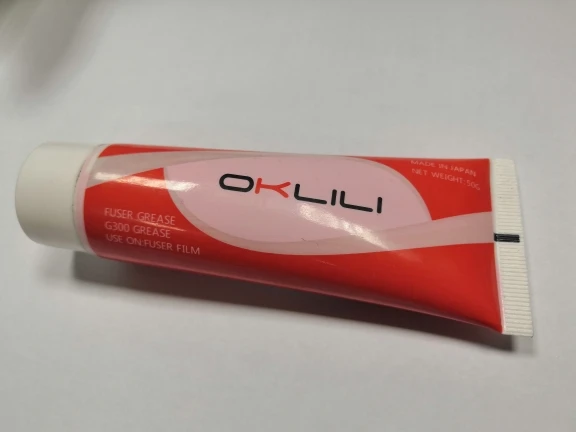 OKLILI
FUSER GREASE
G300 GREASE
USE ON:FUSER FILM
MADE IN JAPAN
NET WEIGHT:50G